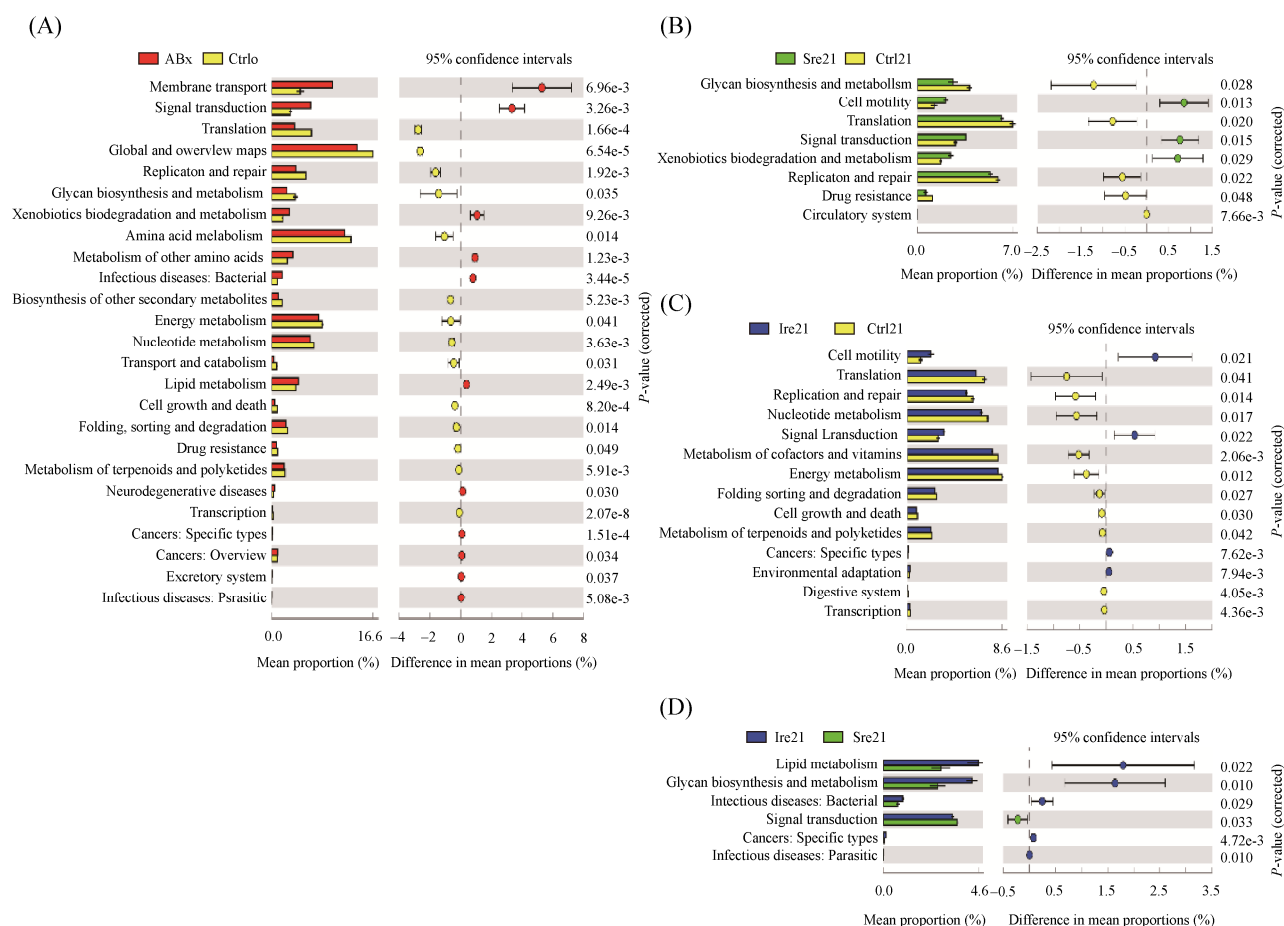 (A)
ABx Ctrlo 95% confidence intervals
Membrane transport 6.96e-3
Signal transduction 3.26e-3
Translation 1.66e-4
Global and owervlew maps 6.54e-5
Replicaton and repair 1.92e-3
Glycan biosynthesis and metabolism 0.035
Xenobiotics biodegradation and metabolism 9.26e-3
Amina acid melabolism 0.014
Metabolism of other amino acids 1.23e-3
Infectious diseases: Bacterial 3.44e-5
Biosynthesis of other secondary metabolites 5.23e-3
Energy metabolism 0.041
Nucleotide metabolism 3.63e-3
Transport and catabolism 0.031
Lipid metabolism 2.49e-3
Cell growth and death 8.20e-4
Folding, sorting and degradation 0.014
Drug resistance 0.049
Metabolism of terpenoids and polyketides 5.91e-3
Neurodegenerative diseases 0.030
Transcription 2.07e-8
Cancers: Specific types 1.51e-4
Cancers: Overview 0.034
Excretory system 0.037
Infectious diseases: Psrasitic 5.08e-3
P-value (corrected)
0.0 16.6 −4 −2 0 2 4 6 8
Mean proportion (%) Difference in mean proportions (%)
(B)
Sre21 Ctrl21 95% confidence intervals
Glycan biosynthesis and metabolism 0.028
Cell motility 0.013
Translation 0.020
Signal transduction 0.015
Xenobiotics biodegradation and metabolism 0.029
Replicaton and repair 0.022
Drug resistance 0.048
Circulatory system 7.66e-3
P-value (corrected)
0.0 7.0 −2.5 −1.5 −0.5 0.5 1.5
Mean proportion (%) Difference in mean proportions (%)
(C)
Ire21 Ctrl21 95% confidence intervals
Cell motility 0.021
Translation 0.041
Replication and repair 0.014
Nucleotide metabolism 0.017
Signal Lransduction 0.022
Metabolism of cofactors and vitamins 2.06e-3
Energy metabolism 0.012
Folding sorting and degradation 0.027
Cell growth and death 0.030
Metabolism of terpenoids and polyketides 0.042
Cancers: Specific types 7.62e-3
Environmental adaptation 7.94e-3
Digestive system 4.05e-3
Transcription 4.36e-3
P-value (corrected)
0.0 8.6 −1.5 −0.5 0.5 1.5
Mean proportion (%) Difference in mean proportions (%)
(D)
Ire21 Sre21 95% confidence intervals
Lipid metabolism 0.022
Glycan biosynthesis and metabolism 0.010
Intectious diseases: Bacterial 0.029
Signal transduction 0.033
Cancers: Specific types 4.72e-3
Infectious diseases: Parasitic 0.010
P-value (corrected)
0.0 4.6 −0.5 0.5 1.5 2.5 3.5
Mean proportion (%) Difference in mean proportions (%)